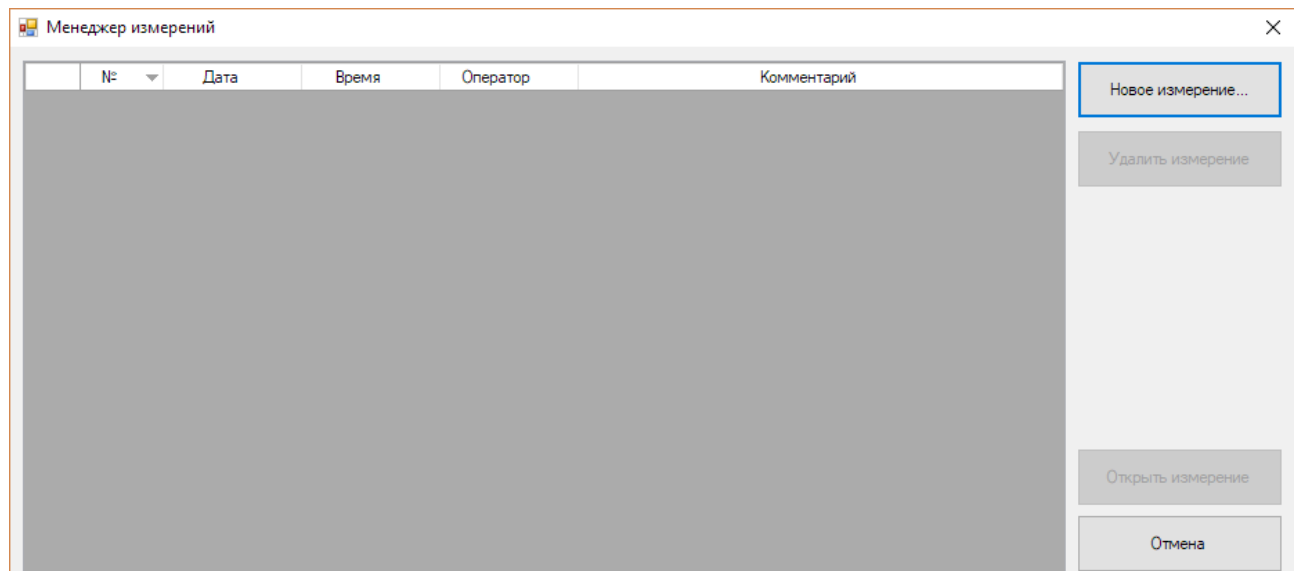 Менеджер измерений
№ Дата Время Оператор Комментарий
Новое измерение...
Удалить измерение
Открыть измерение
Отмена